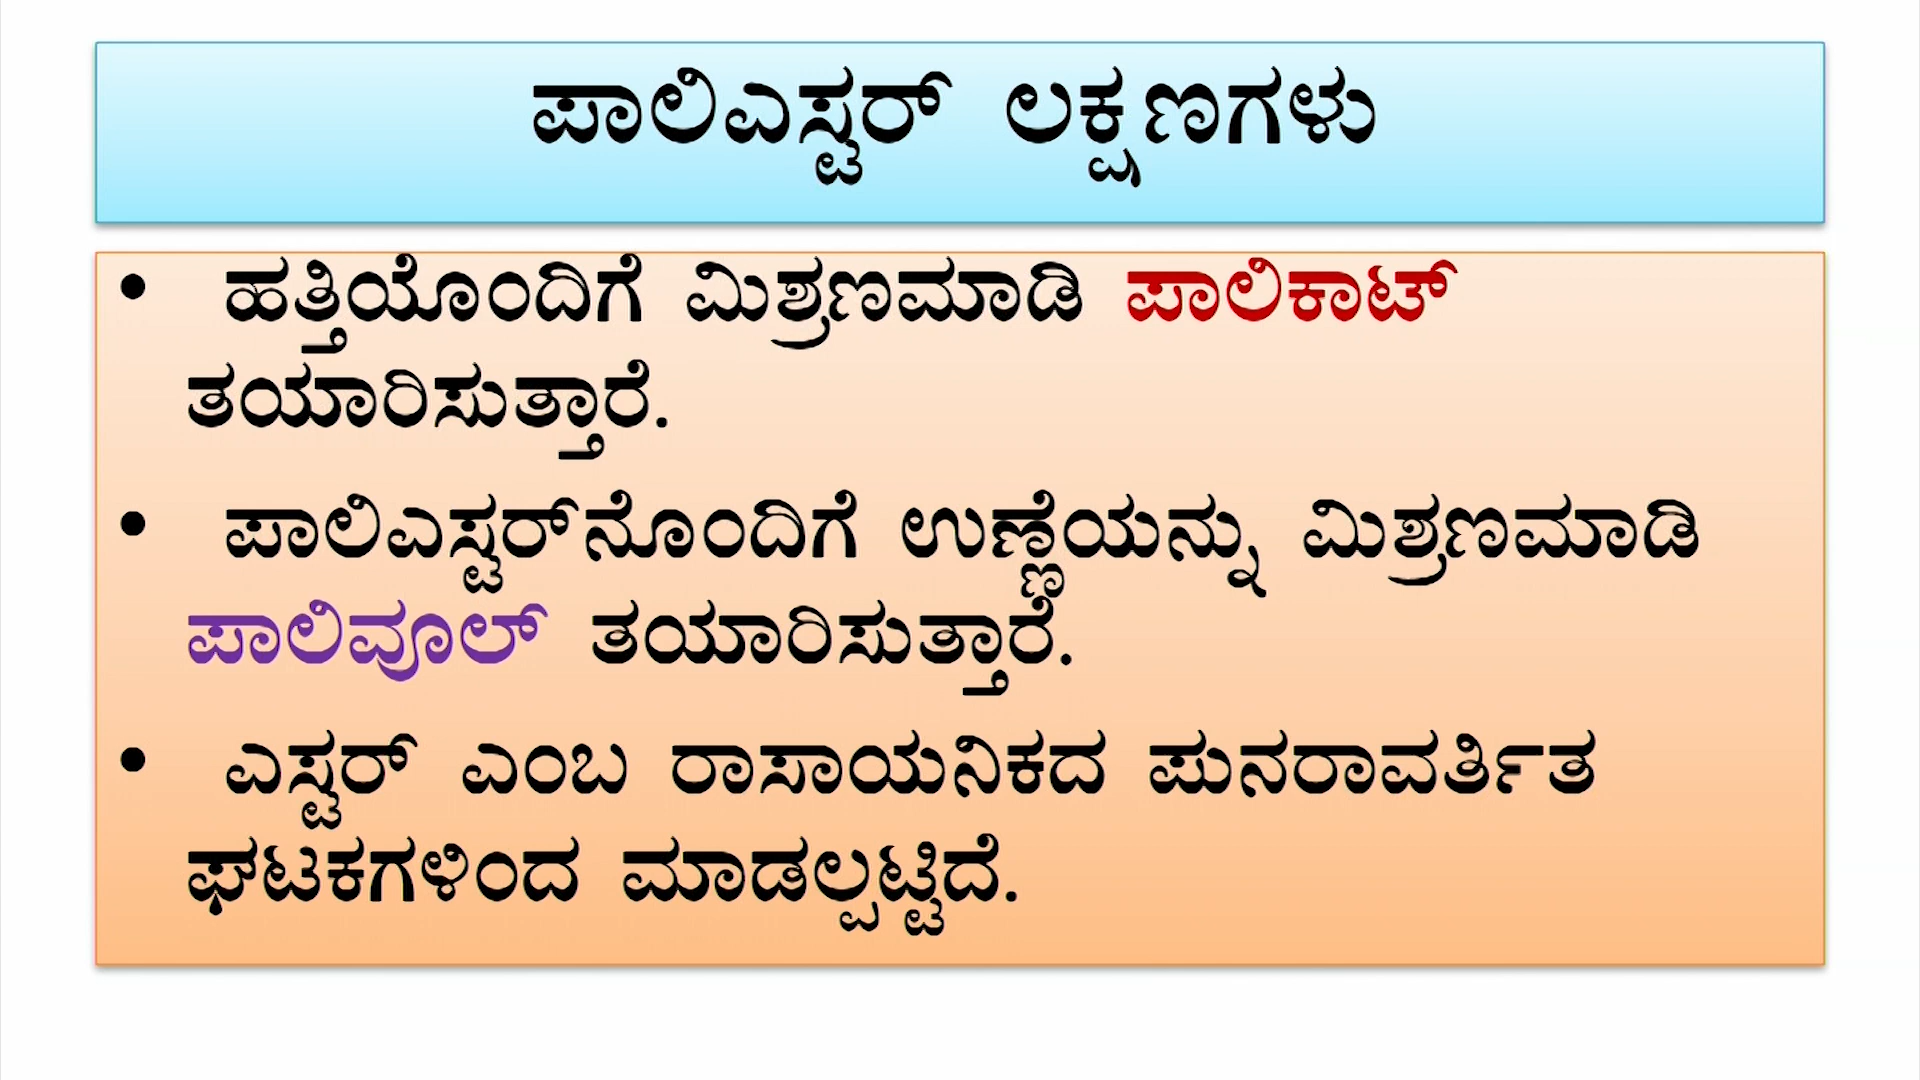 ಪಾಲಿಎಸ್ಟರ್ ಲಕ್ಷಣಗಳು
• ಹತ್ತಿಯೊಂದಿಗೆ ಮಿಶ್ರಣಮಾಡಿ ಪಾಲಿಕಾಟ್
ತಯಾರಿಸುತ್ತಾರೆ.
• ಪಾಲಿಎಸ್ಟರ್‌ನೊಂದಿಗೆ ಉಣ್ಣೆಯನ್ನು ಮಿಶ್ರಣಮಾಡಿ
ಪಾಲಿವೂಲ್ ತಯಾರಿಸುತ್ತಾರೆ.
• ಎಸ್ಟರ್ ಎಂಬ ರಾಸಾಯನಿಕದ ಪುನರಾವರ್ತಿತ
ಘಟಕಗಳಿಂದ ಮಾಡಲ್ಪಟ್ಟಿದೆ.